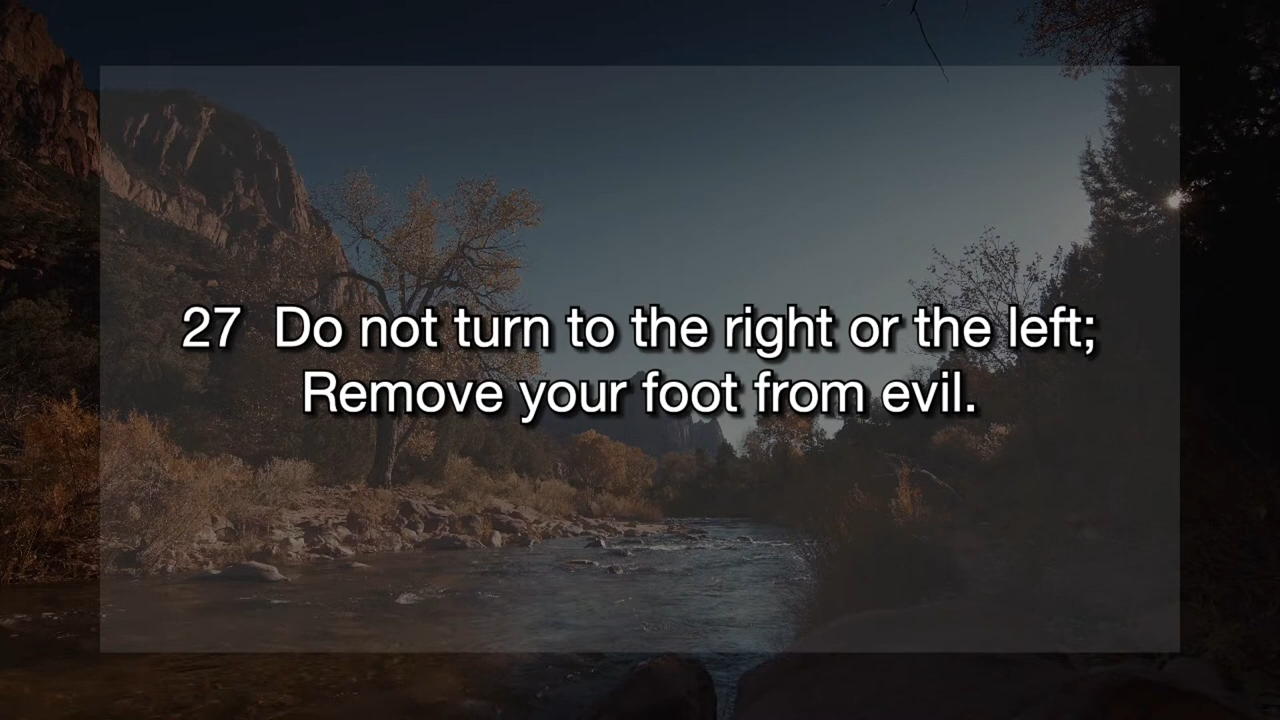 27 Do not turn to the right or the left;
Remove your foot from evil.